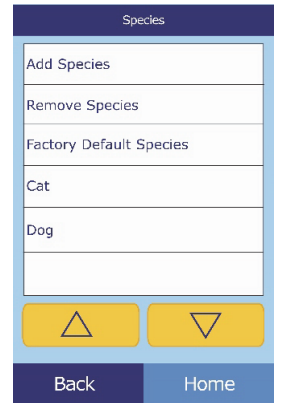 Species
Add Species
Remove Species
Factory Default Species
Cat
Dog
Back Home